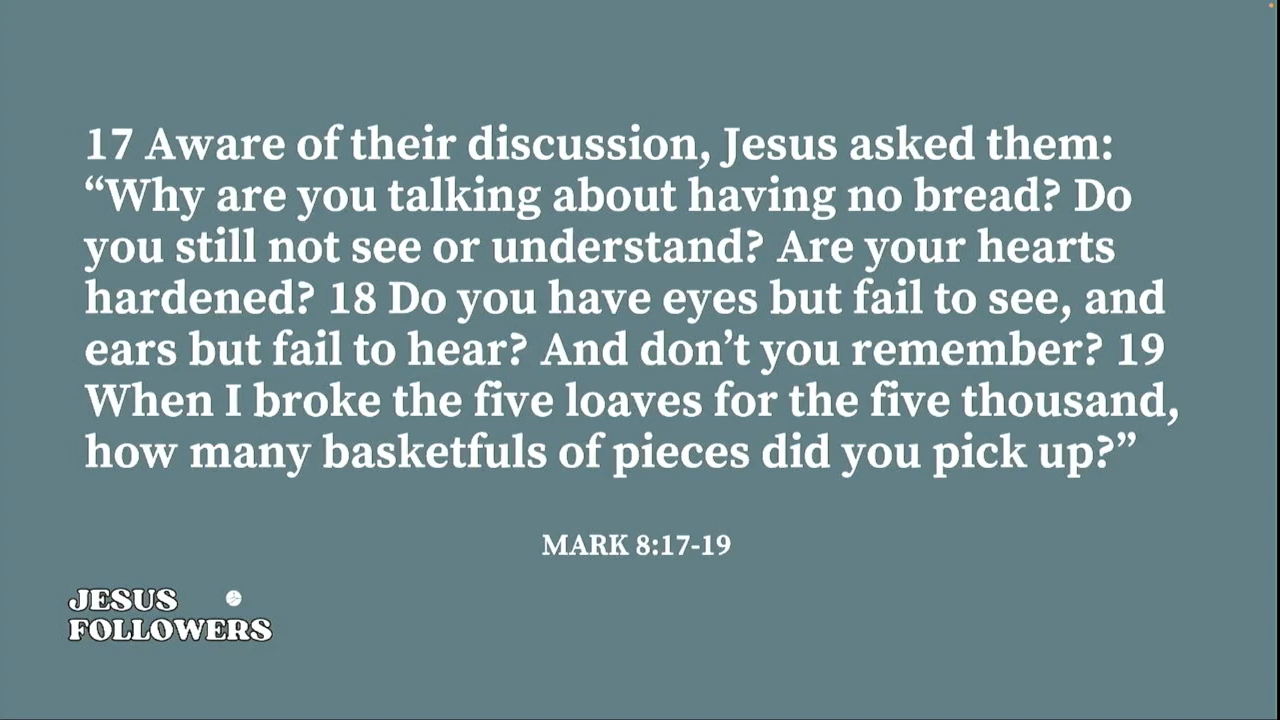 17 Aware of their discussion, Jesus asked them:
“Why are you talking about having no bread? Do
you still not see or understand? Are your hearts
hardened? 18 Do you have eyes but fail to see, and
ears but fail to hear? And don’t you remember? 19
When I broke the five loaves for the five thousand,
how many basketfuls of pieces did you pick up?”
MARK 8:17-19
JESUS
FOLLOWERS